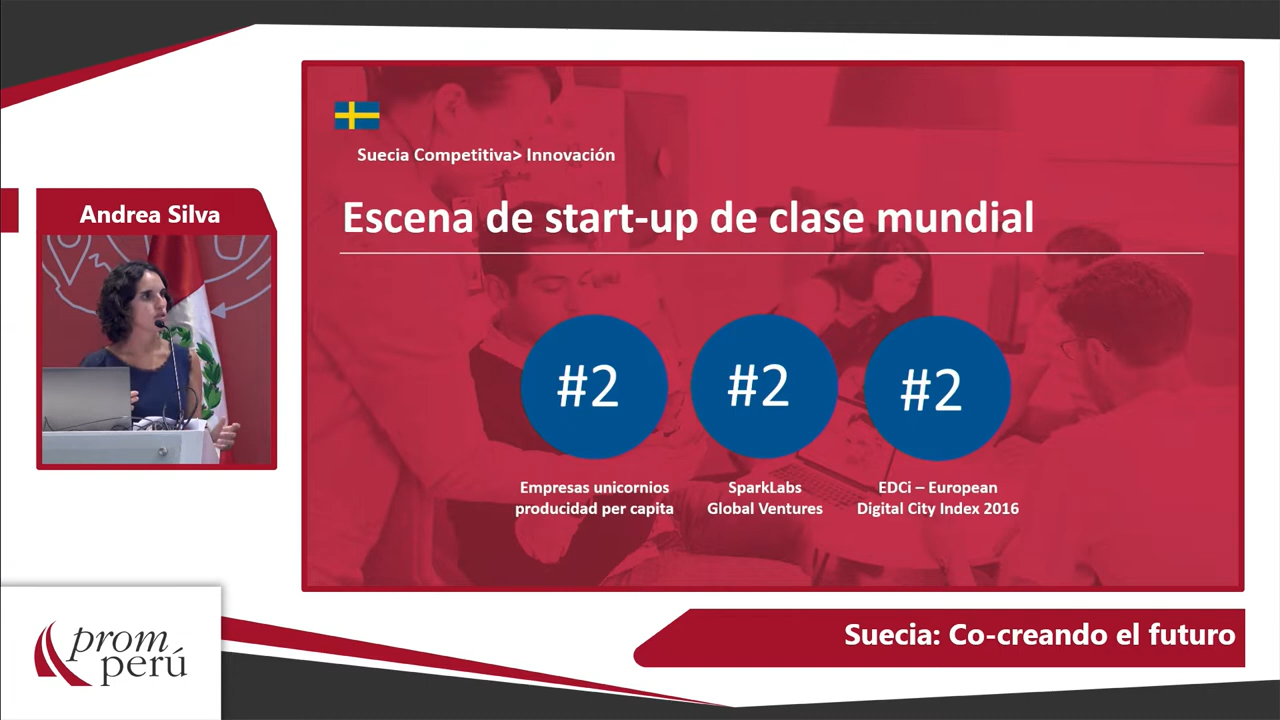 Suecia Competitiva> Innovación
Andrea Silva
Escena de start-up de clase mundial
#2
#2
#2
Empresas unicornios
producidad per capita
SparkLabs
Global Ventures
EDCi – European
Digital City Index 2016
Suecia: Co-creando el futuro
prom
perú